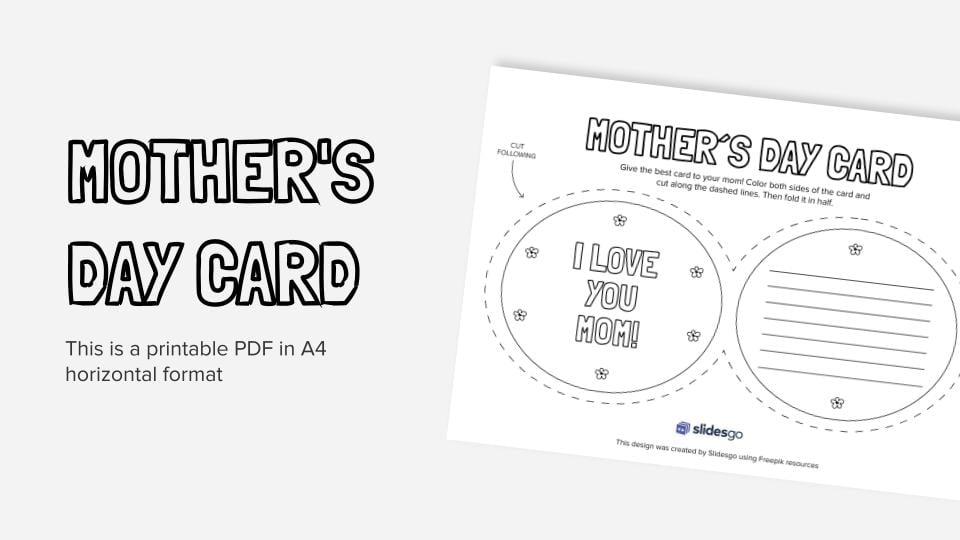 MOTHER'S
DAY CARD
This is a printable PDF in A4
horizontal format
MOTHER´S DAY CARD
Give the best card to your mom! Color both sides of the card and
cut along the dashed lines. Then fold it in half.
CUT
FOLLOWING
I LOVE
YOU
MOM!
slidesgo
This design was created by Slidesgo using Freepik resources